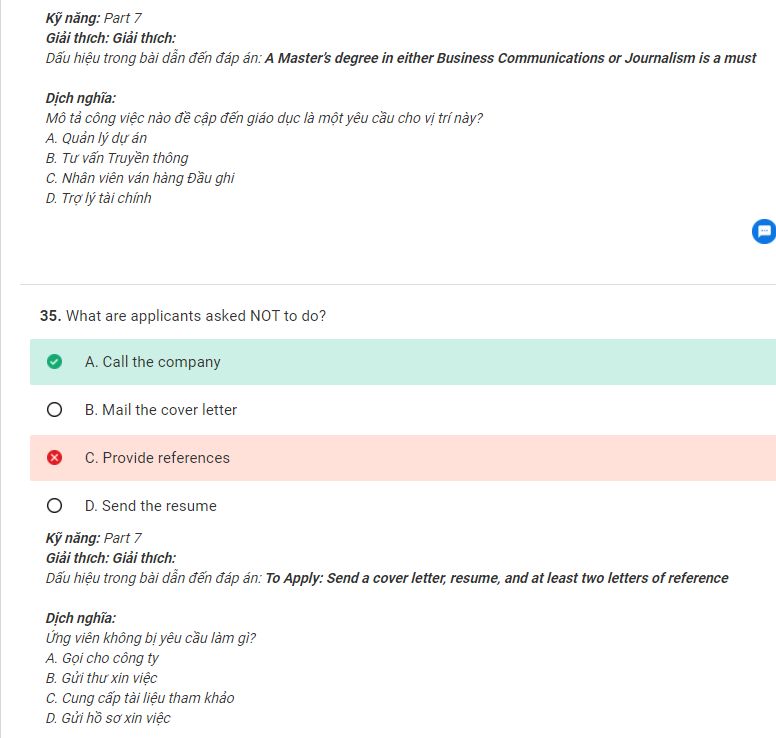 Kỹ năng: Part 7
Giải thích: Giải thích:
Dấu hiệu trong bài dẫn đến đáp án: A Master's degree in either Business Communications or Journalism is a must
Dịch nghĩa:
Mô tả công việc nào đề cập đến giáo dục là một yêu cầu cho vị trí này?
A. Quản lý dự án
B. Tư vấn Truyền thông
C. Nhân viên ván hàng Đầu ghi
D. Trợ lý tài chính
35. What are applicants asked NOT to do?
A. Call the company
B. Mail the cover letter
C. Provide references
D. Send the resume
Kỹ năng: Part 7
Giải thích: Giải thích:
Dấu hiệu trong bài dẫn đến đáp án: To Apply: Send a cover letter, resume, and at least two letters of reference
Dịch nghĩa:
Ứng viên không bị yêu cầu làm gì?
A. Gọi cho công ty
B. Gửi thư xin việc
C. Cung cấp tài liệu tham khảo
D. Gửi hồ sơ xin việc